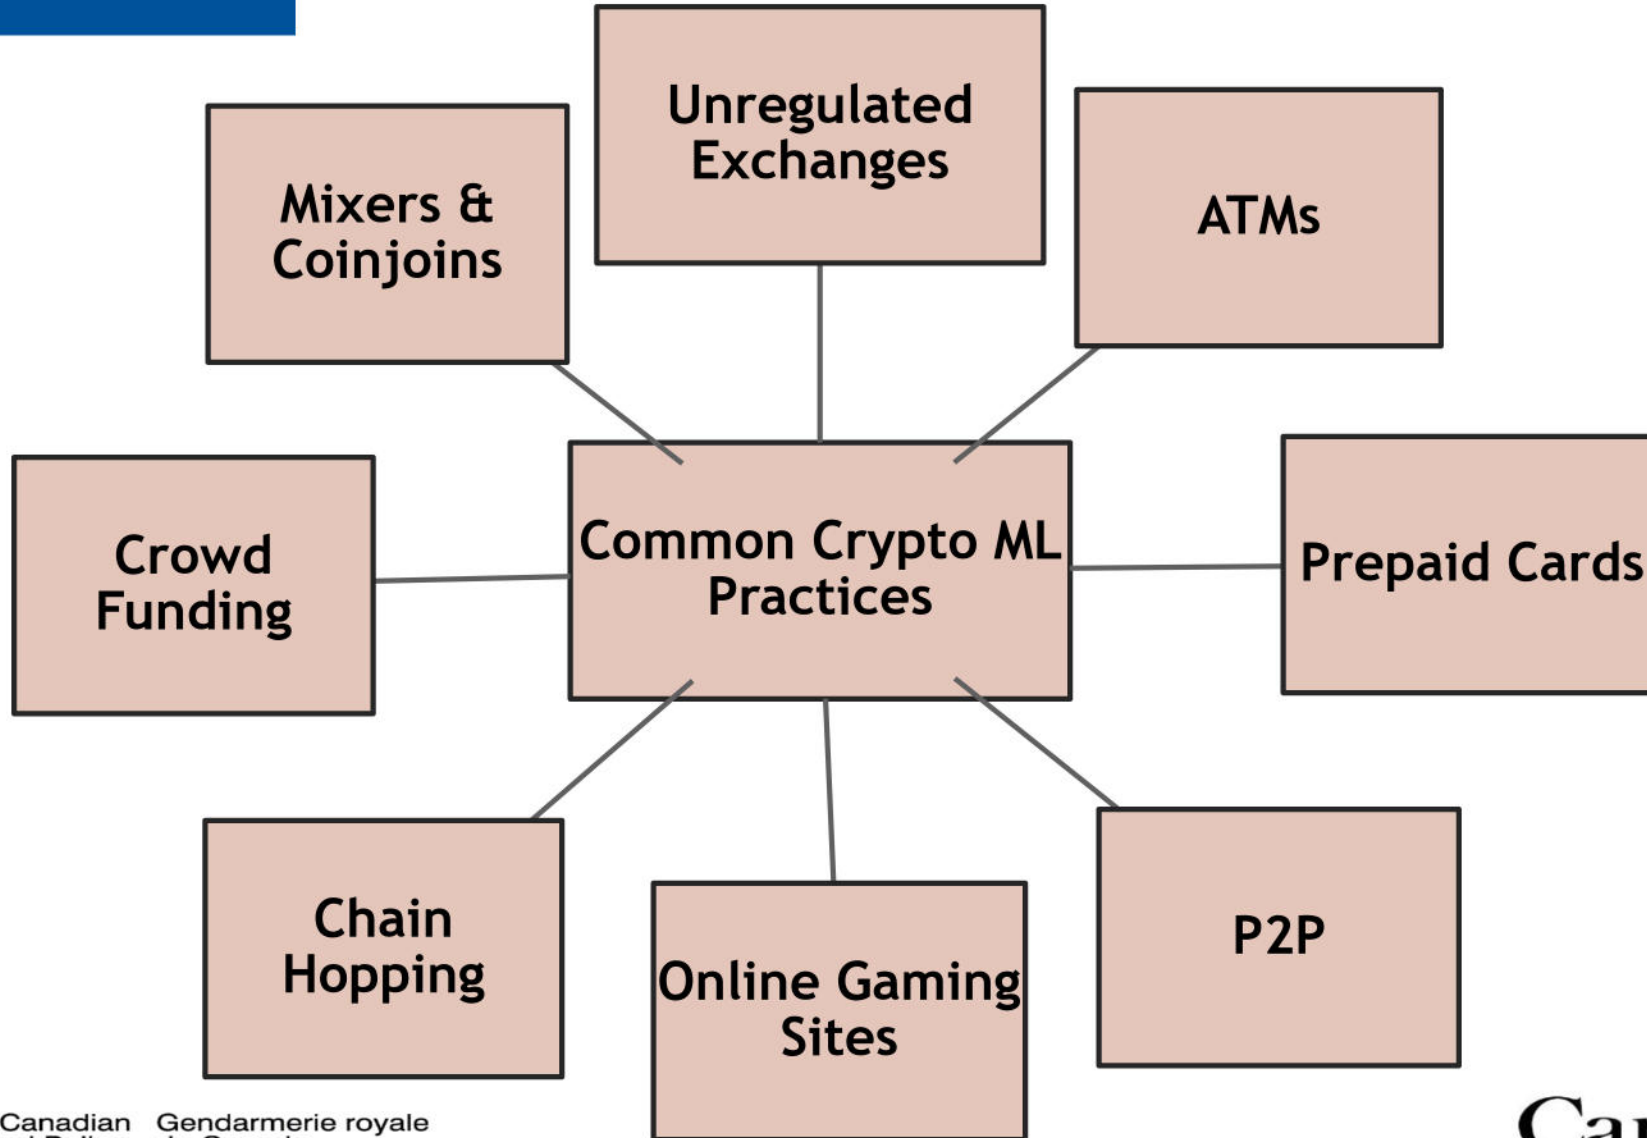 Unregulated
Exchanges
Mixers &
Coinjoins
ATMs
Common Crypto ML
Practices
Crowd
Funding
Prepaid Cards
Chain
Hopping
Online Gaming
Sites
P2P
Canadian Gendarmerie royale